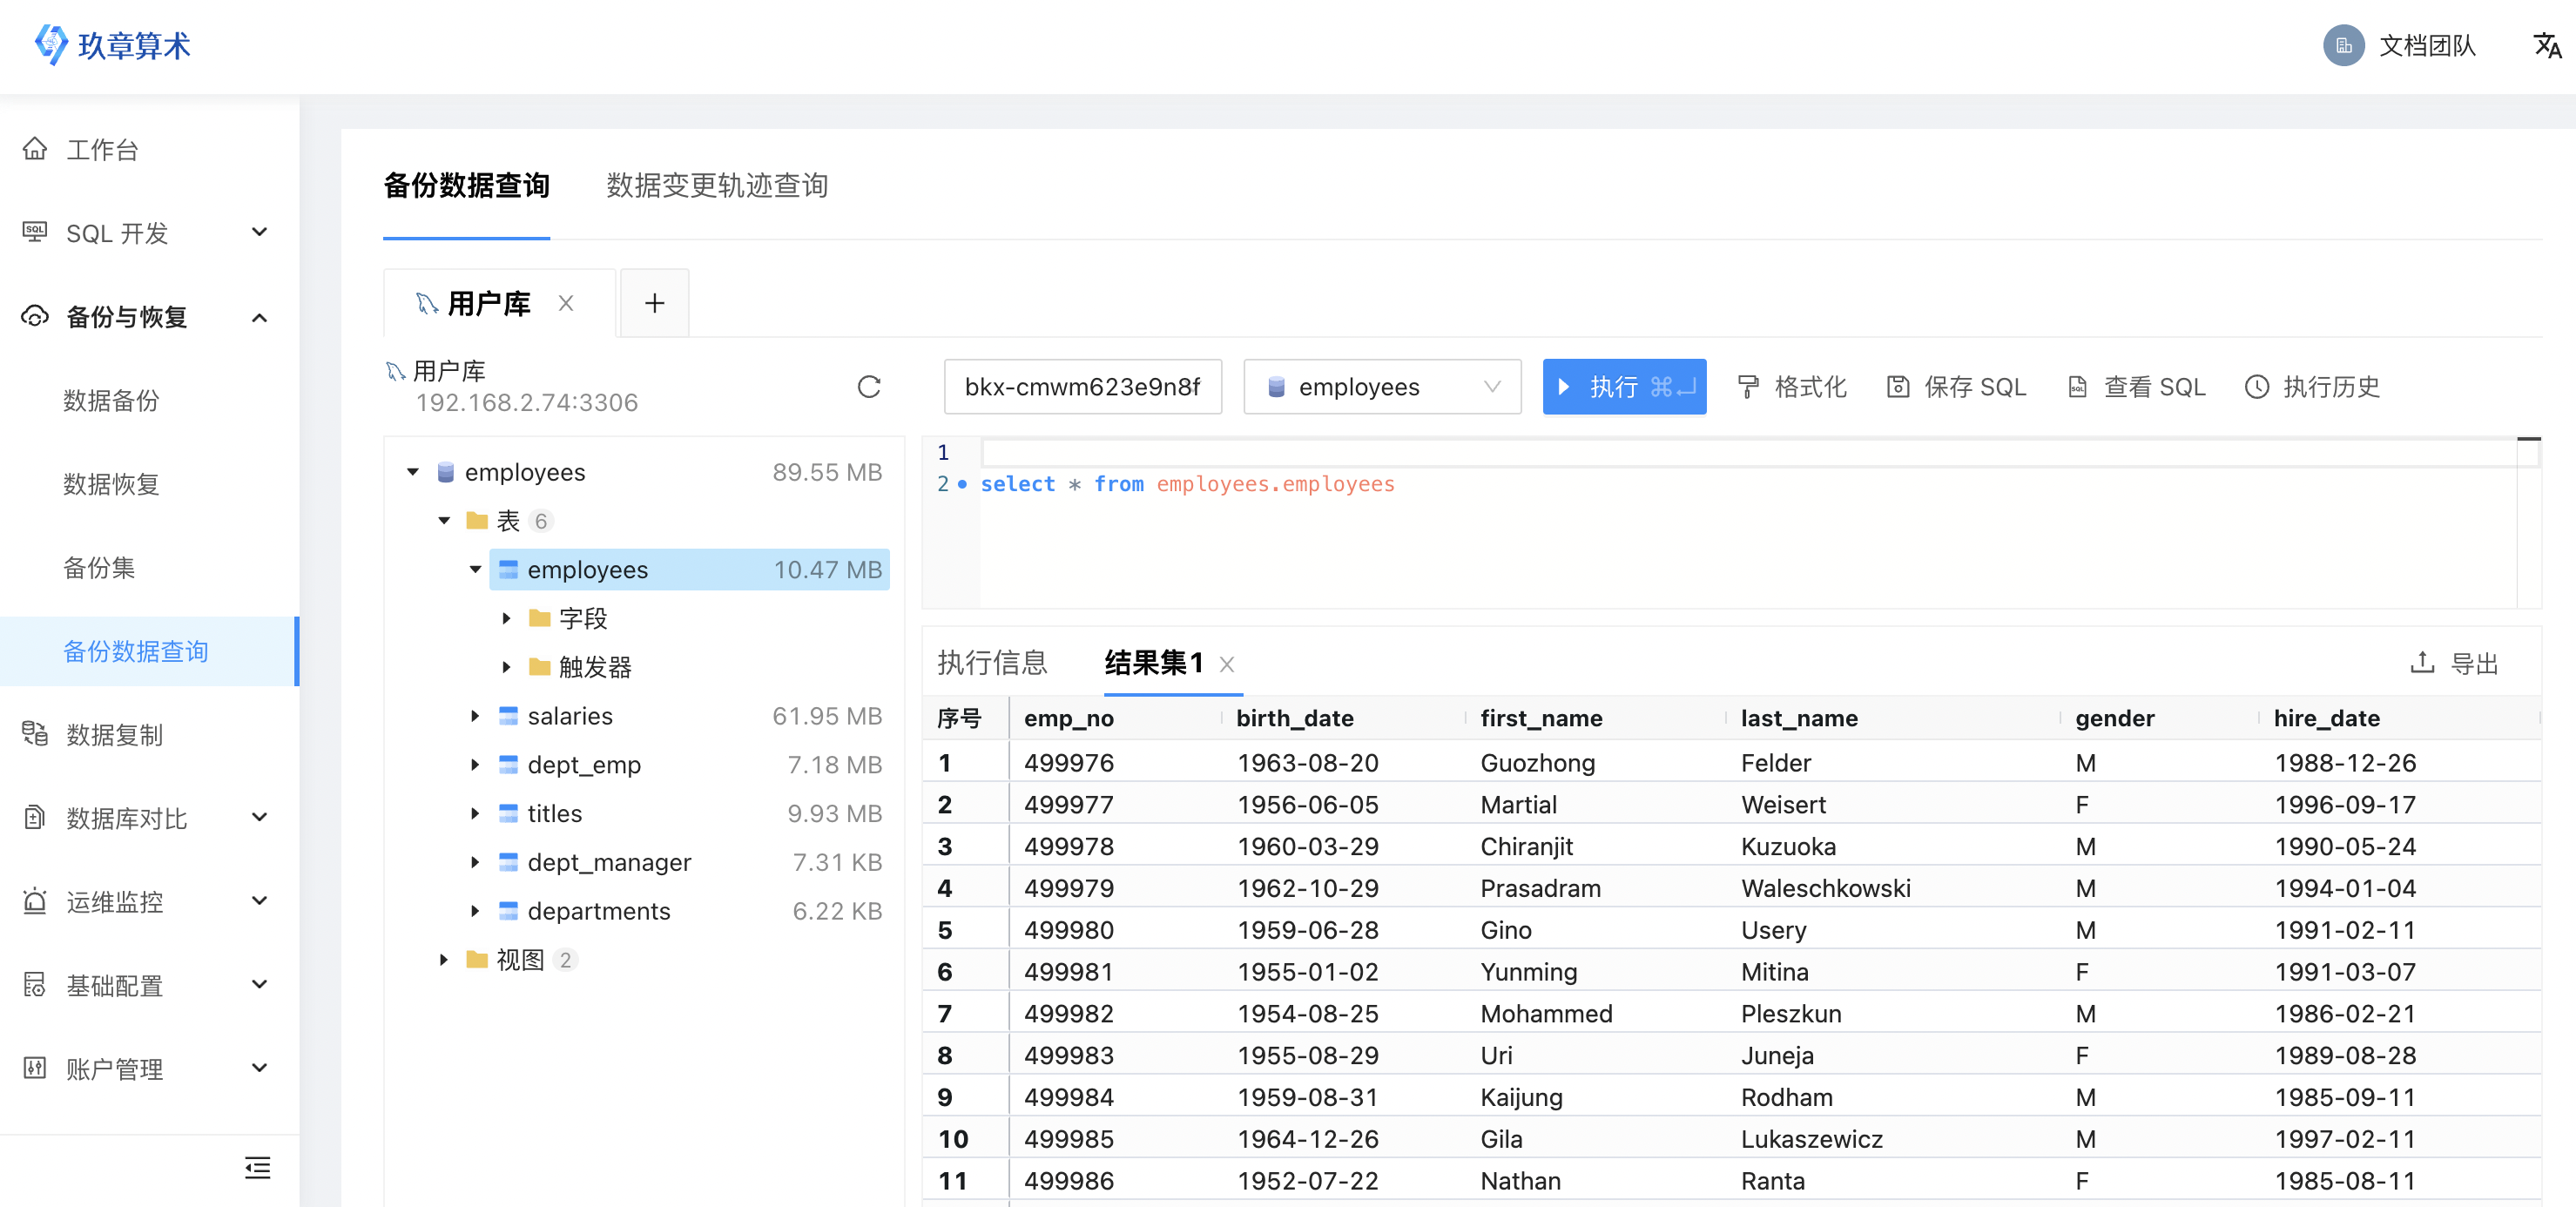 玖章算术
文档团队
工作台
SQL 开发
备份与恢复
数据备份
数据恢复
备份集
备份数据查询
数据复制
数据库对比
运维监控
基础配置
账户管理
备份数据查询 数据变更轨迹查询
用户库
用户库
192.168.2.74:3306
bkx-cmwm623e9n8f employees 执行 ⌘↵ 格式化 保存 SQL 查看 SQL 执行历史
employees 89.55 MB
表 6
employees 10.47 MB
字段
触发器
salaries 61.95 MB
dept_emp 7.18 MB
titles 9.93 MB
dept_manager 7.31 KB
departments 6.22 KB
视图 2
1
2 select * from employees.employees
执行信息 结果集1 导出
序号 emp_no birth_date first_name last_name gender hire_date
1 499976 1963-08-20 Guozhong Felder M 1988-12-26
2 499977 1956-06-05 Martial Weisert F 1996-09-17
3 499978 1960-03-29 Chiranjit Kuzuoka M 1990-05-24
4 499979 1962-10-29 Prasadram Waleschkowski M 1994-01-04
5 499980 1959-06-28 Gino Usery M 1991-02-11
6 499981 1955-01-02 Yunming Mitina F 1991-03-07
7 499982 1954-08-25 Mohammed Pleszkun M 1986-02-21
8 499983 1955-08-29 Uri Juneja F 1989-08-28
9 499984 1959-08-31 Kaijung Rodham M 1985-09-11
10 499985 1964-12-26 Gila Lukaszewicz M 1997-02-11
11 499986 1952-07-22 Nathan Ranta F 1985-08-11